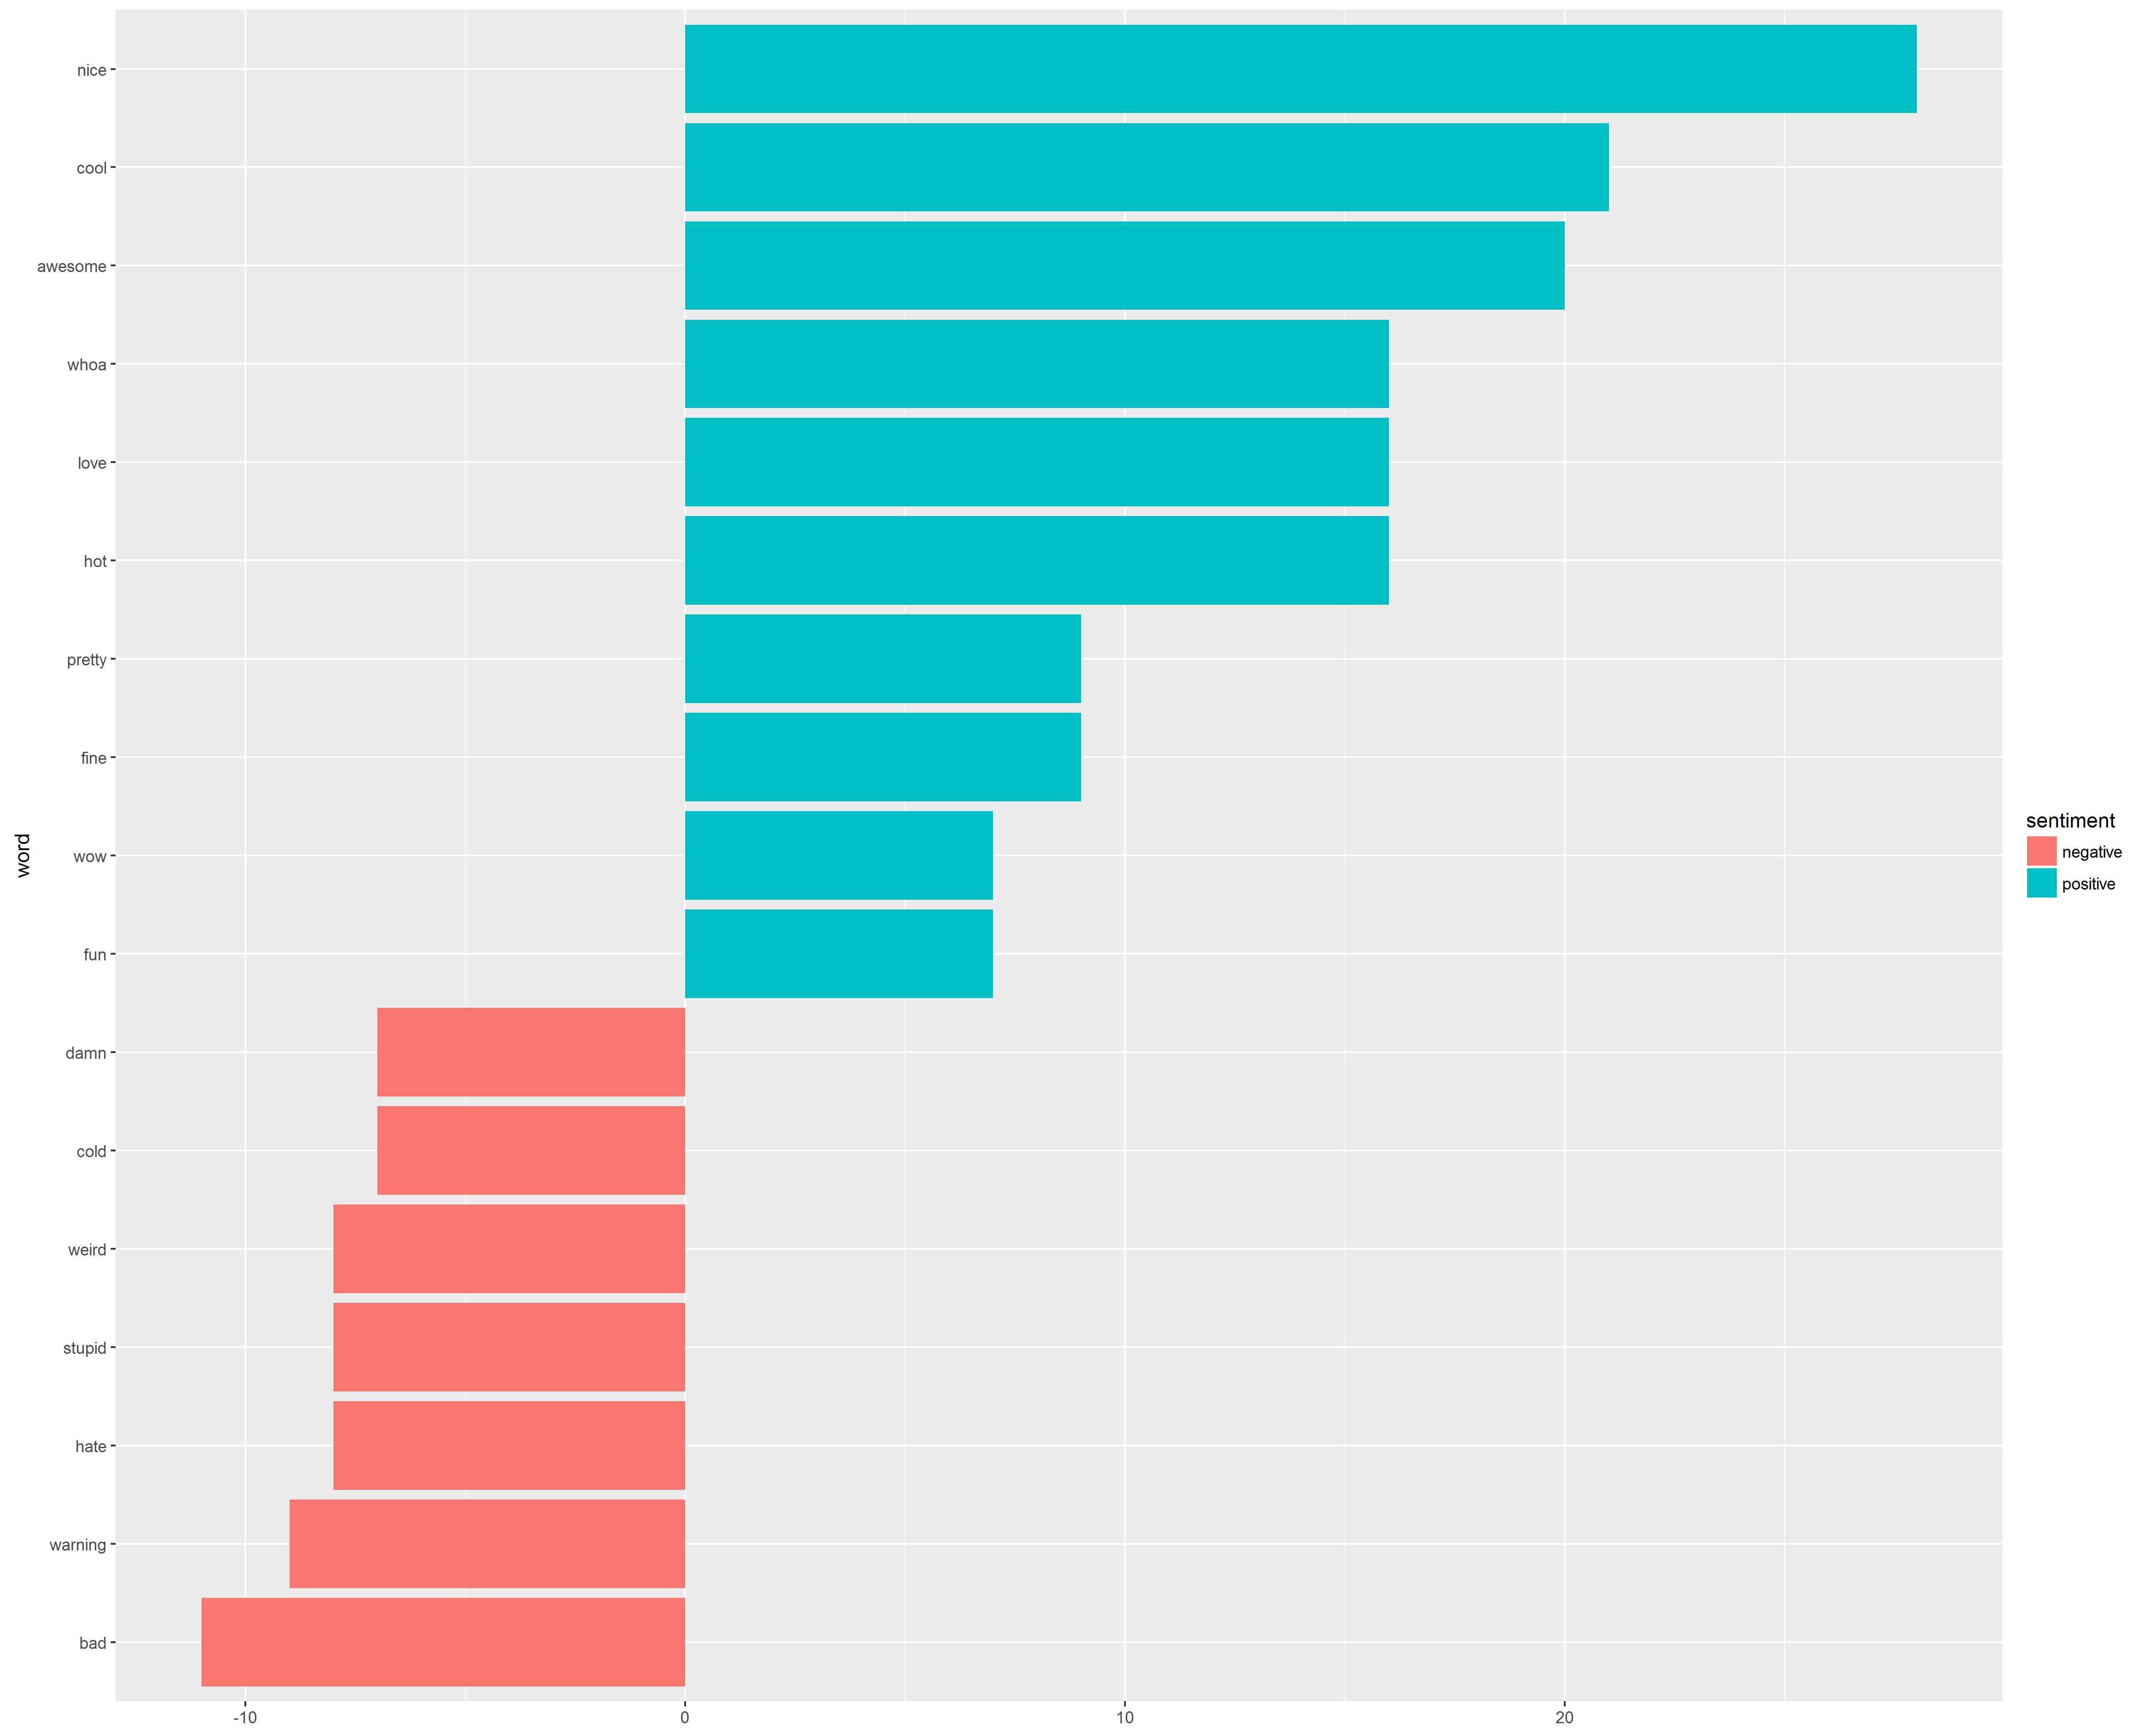 nice
cool
awesome
whoa
love
hot
pretty
fine
wow
fun
damn
cold
weird
stupid
hate
warning
bad
word
-10 0 10 20
sentiment
negative
positive